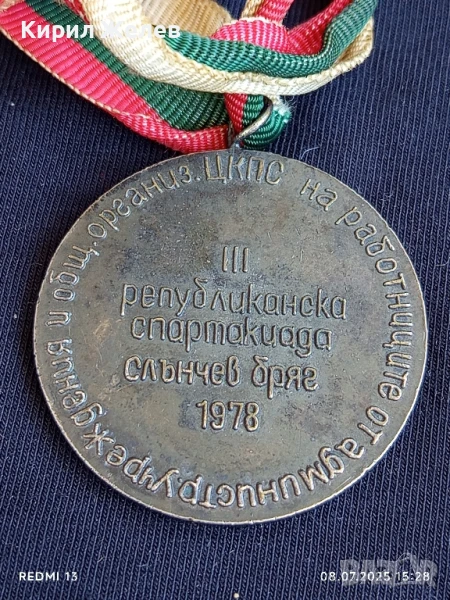 Кирил Жеков
ЦКПС на работниците от администр. учреждения и общ. организ.
III
републиканска
спартакиада
слънчев бряг
1978
REDMI 13
08.07.2025 15:28